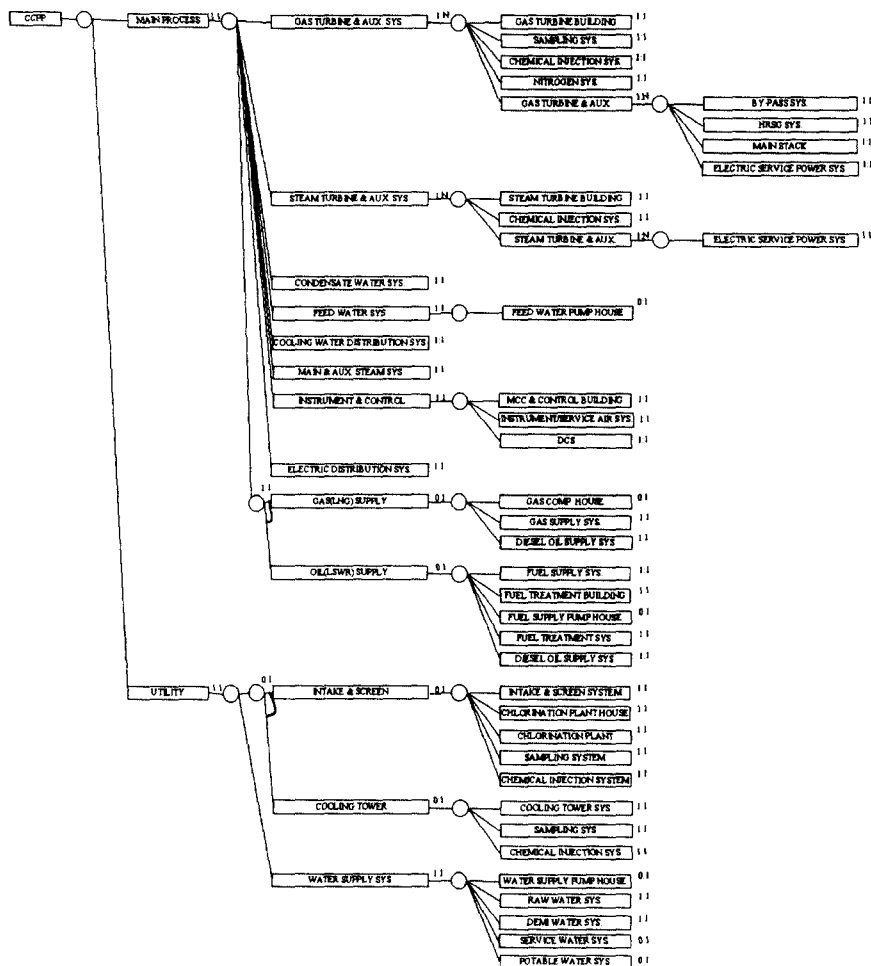 CCPP
MAIN PROCESS 1:1
GAS TURBINE & AUX SYS 1:N
GAS TURBINE BUILDING 1:1
SAMPLING SYS 1:1
CHEMICAL INJECTION SYS 1:1
NITROGEN SYS 1:1
GAS TURBINE & AUX 1:N
BY-PASS SYS 1:1
HRSG SYS 1:1
MAIN STACK 1:1
ELECTRIC SERVICE POWER SYS 1:1
STEAM TURBINE & AUX SYS 1:N
STEAM TURBINE BUILDING 1:1
CHEMICAL INJECTION SYS 1:1
STEAM TURBINE & AUX 1:N
ELECTRIC SERVICE POWER SYS 1:1
CONDENSATE WATER SYS 1:1
FEED WATER SYS 1:1
FEED WATER PUMP HOUSE 0:1
COOLING WATER DISTRIBUTION SYS 1:1
MAIN & AUX STEAM SYS 1:1
INSTRUMENT & CONTROL 1:1
MCC & CONTROL BUILDING 1:1
INSTRUMENT/SERVICE AIR SYS 1:1
DCS 1:1
ELECTRIC DISTRIBUTION SYS 1:1
1:1
GAS(LNG) SUPPLY 0:1
GAS COMP HOUSE 0:1
GAS SUPPLY SYS 1:1
DIESEL OIL SUPPLY SYS 1:1
OIL(LSWR) SUPPLY 0:1
FUEL SUPPLY SYS 1:1
FUEL TREATMENT BUILDING 1:1
FUEL SUPPLY PUMP HOUSE 0:1
FUEL TREATMENT SYS 1:1
DIESEL OIL SUPPLY SYS 1:1
UTILITY 1:1
0:1
INTAKE & SCREEN 0:1
INTAKE & SCREEN SYSTEM 1:1
CHLORINATION PLANT HOUSE 1:1
CHLORINATION PLANT 1:1
SAMPLING SYSTEM 1:1
CHEMICAL INJECTION SYSTEM 1:1
COOLING TOWER 0:1
COOLING TOWER SYS 1:1
SAMPLING SYS 1:1
CHEMICAL INJECTION SYS 1:1
WATER SUPPLY SYS 1:1
WATER SUPPLY PUMP HOUSE 0:1
RAW WATER SYS 1:1
DEMI WATER SYS 1:1
SERVICE WATER SYS 0:1
POTABLE WATER SYS 0:1